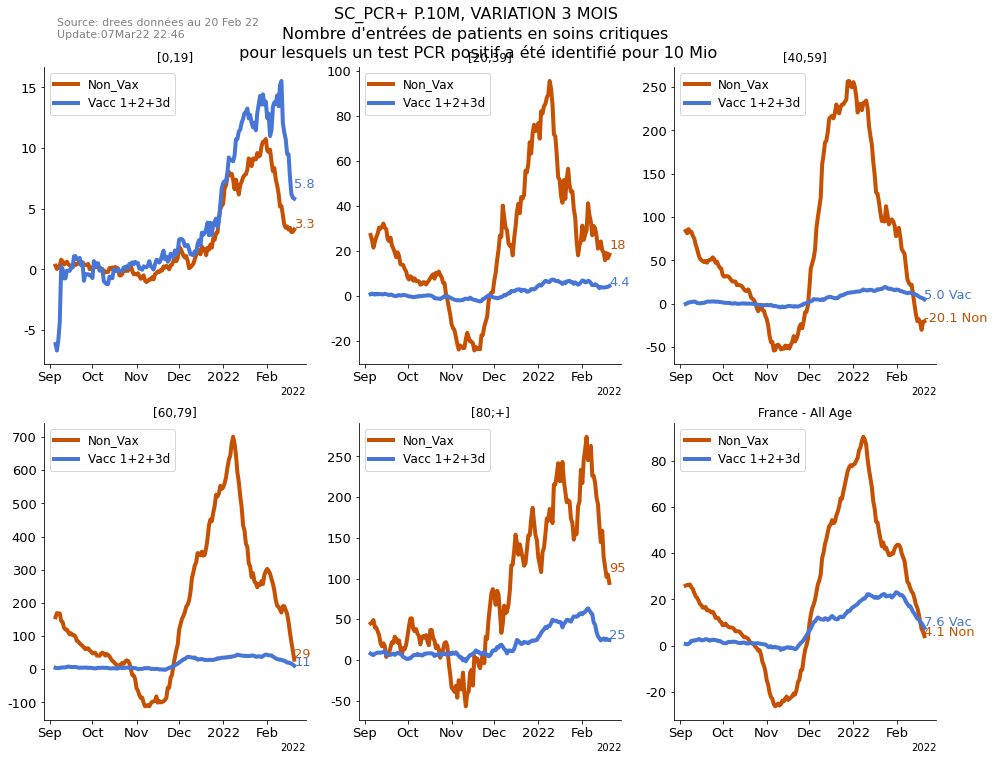 SC_PCR+ P.10M, VARIATION 3 MOIS
Source: drees données au 20 Feb 22
Update:07Mar22 22:46
Nombre d'entrées de patients en soins critiques
pour lesquels un test PCR positif a été identifié pour 10 Mio
[0,19]
Non_Vax
Vacc 1+2+3d
15
10
5
0
-5
5.8
3.3
Sep Oct Nov Dec 2022 Feb
2022
[20,39]
Non_Vax
Vacc 1+2+3d
100
80
60
40
20
0
-20
18
4.4
Sep Oct Nov Dec 2022 Feb
2022
[40,59]
Non_Vax
Vacc 1+2+3d
250
200
150
100
50
0
-50
5.0 Vac
-20.1 Non
Sep Oct Nov Dec 2022 Feb
2022
[60,79]
Non_Vax
Vacc 1+2+3d
700
600
500
400
300
200
100
0
-100
29
11
Sep Oct Nov Dec 2022 Feb
2022
[80;+]
Non_Vax
Vacc 1+2+3d
250
200
150
100
50
0
-50
95
25
Sep Oct Nov Dec 2022 Feb
2022
France - All Age
Non_Vax
Vacc 1+2+3d
80
60
40
20
0
-20
7.6 Vac
4.1 Non
Sep Oct Nov Dec 2022 Feb
2022